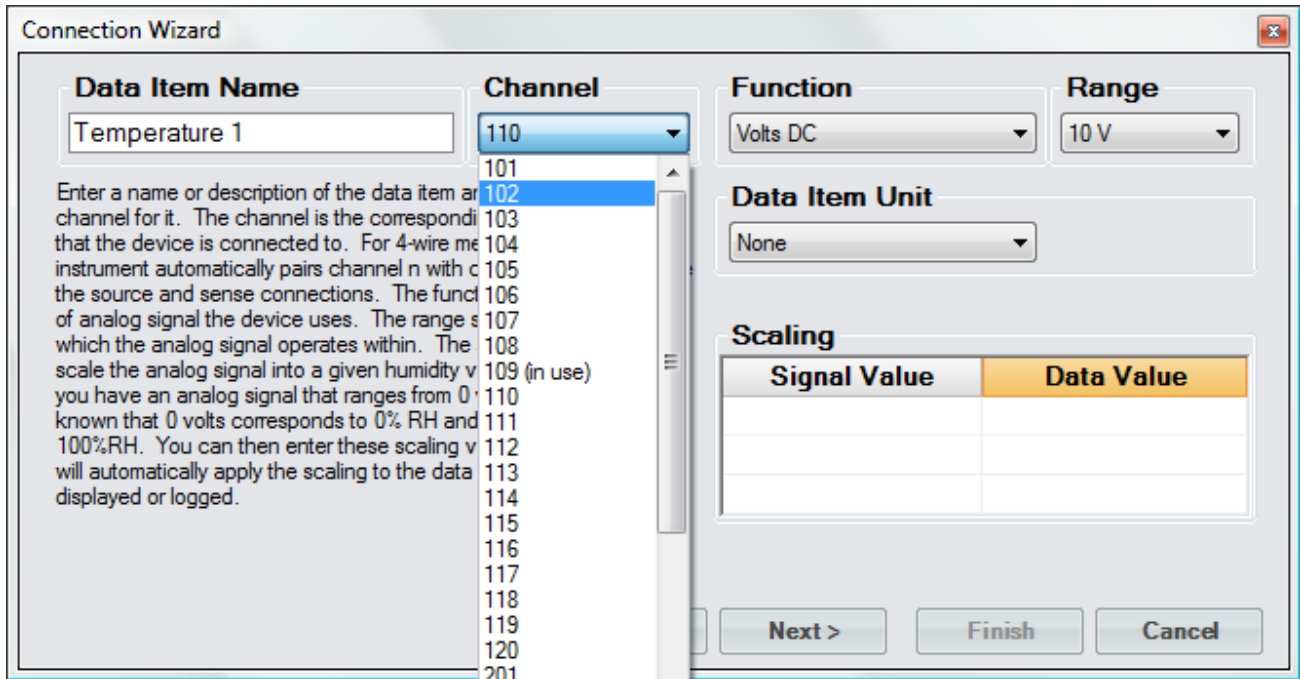 Connection Wizard
Data Item Name
Channel
Function
Range
Temperature 1
110
Volts DC
10 V
Enter a name or description of the data item
channel for it. The channel is the
that the device is connected to. For 4-wire
instrument automatically pairs channel n with
the source and sense connections. The
of analog signal the device uses. The range
which the analog signal operates within. The
scale the analog signal into a given humidity
you have an analog signal that ranges from 0
known that 0 volts corresponds to 0% RH and
100%RH. You can then enter these scaling
will automatically apply the scaling to the data
displayed or logged.
101
102
103
104
105
106
107
108
109 (in use)
110
111
112
113
114
115
116
117
118
119
120
201
Data Item Unit
None
Scaling
Signal Value
Data Value
Next >
Finish
Cancel